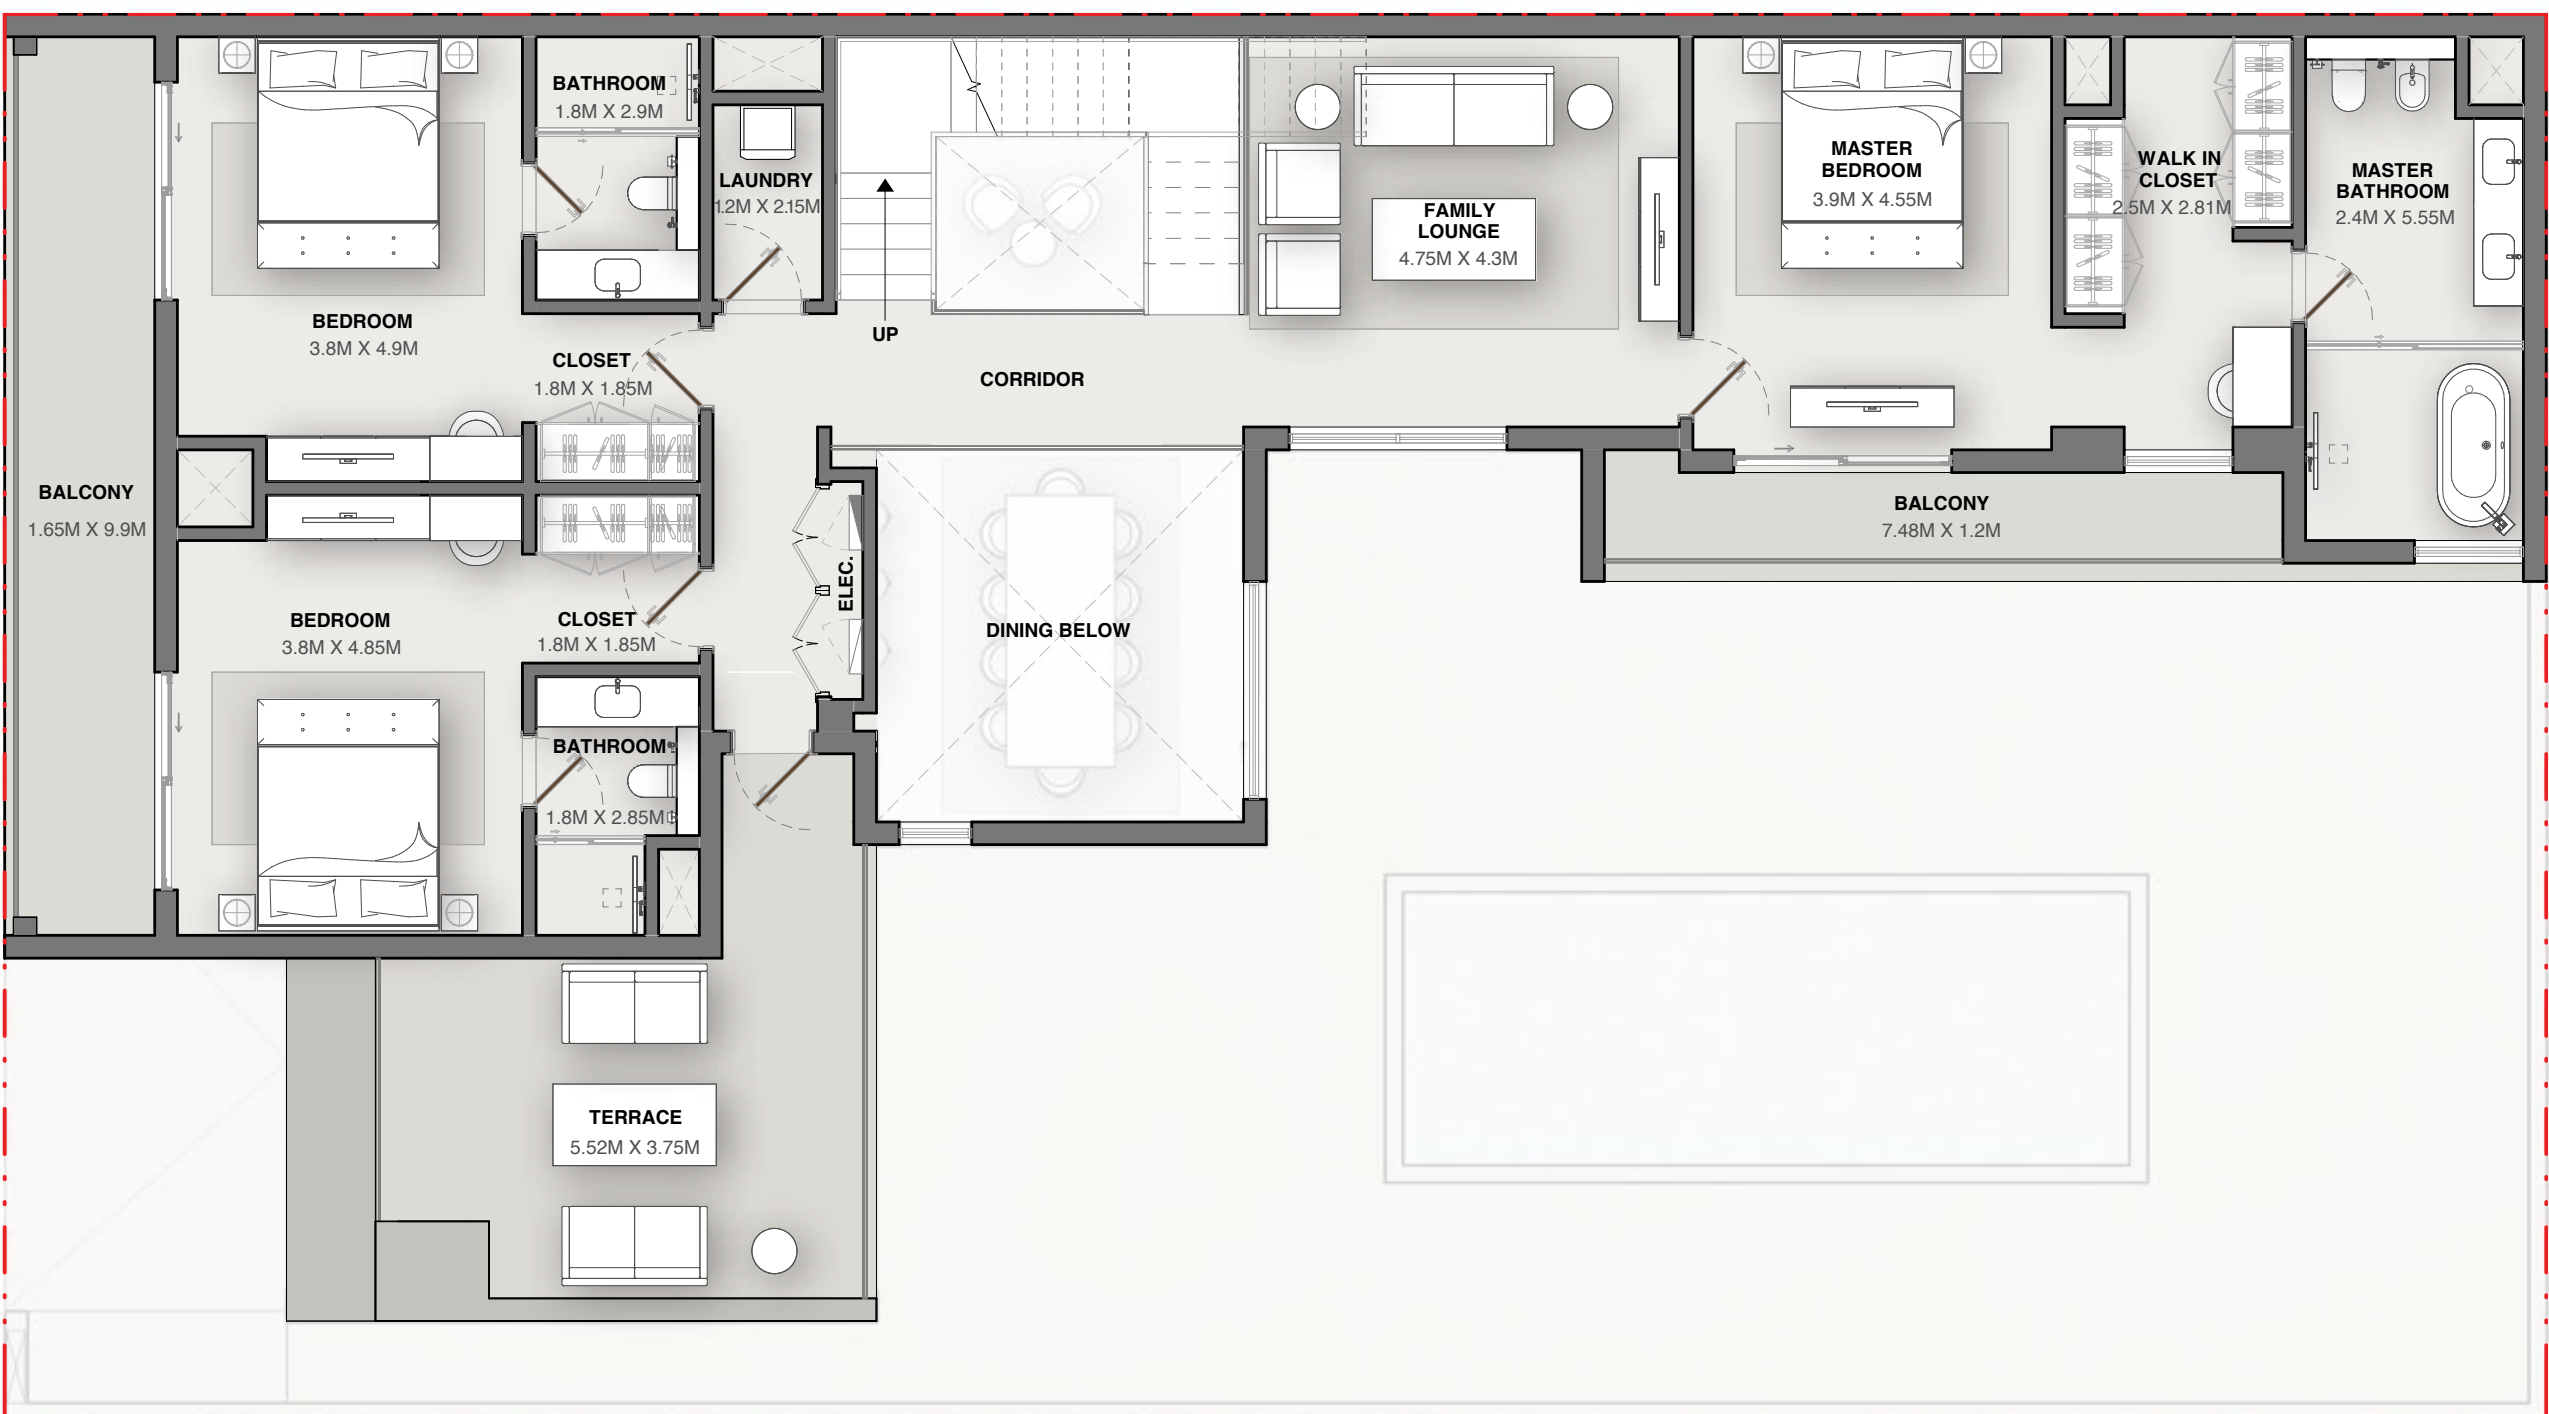 BATHROOM
1.8M X 2.9M
LAUNDRY
1.2M X 2.15M
UP
FAMILY
LOUNGE
4.75M X 4.3M
MASTER
BEDROOM
3.9M X 4.55M
WALK IN
CLOSET
2.5M X 2.81M
MASTER
BATHROOM
2.4M X 5.55M
BEDROOM
3.8M X 4.9M
CLOSET
1.8M X 1.85M
CORRIDOR
BALCONY
1.65M X 9.9M
BALCONY
7.48M X 1.2M
ELEC.
BEDROOM
3.8M X 4.85M
CLOSET
1.8M X 1.85M
DINING BELOW
BATHROOM
1.8M X 2.85M
TERRACE
5.52M X 3.75M